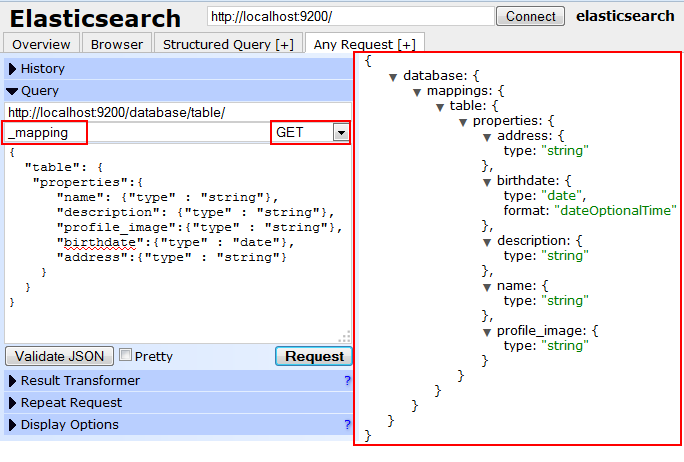 Elasticsearch http://localhost:9200/ Connect elasticsearch
Overview Browser Structured Query [+] Any Request [+]
History
Query
http://localhost:9200/database/table/
_mapping GET
{
"table": {
"properties":{
"name": {"type" : "string"},
"description": {"type" : "string"},
"profile_image":{"type" : "string"},
"birthdate":{"type" : "date"},
"address":{"type" : "string"}
}
}
}
Validate JSON Pretty Request
Result Transformer ?
Repeat Request ?
Display Options ?
{
database: {
mappings: {
table: {
properties: {
address: {
type: "string"
},
birthdate: {
type: "date",
format: "dateOptionalTime"
},
description: {
type: "string"
},
name: {
type: "string"
},
profile_image: {
type: "string"
}
}
}
}
}
}